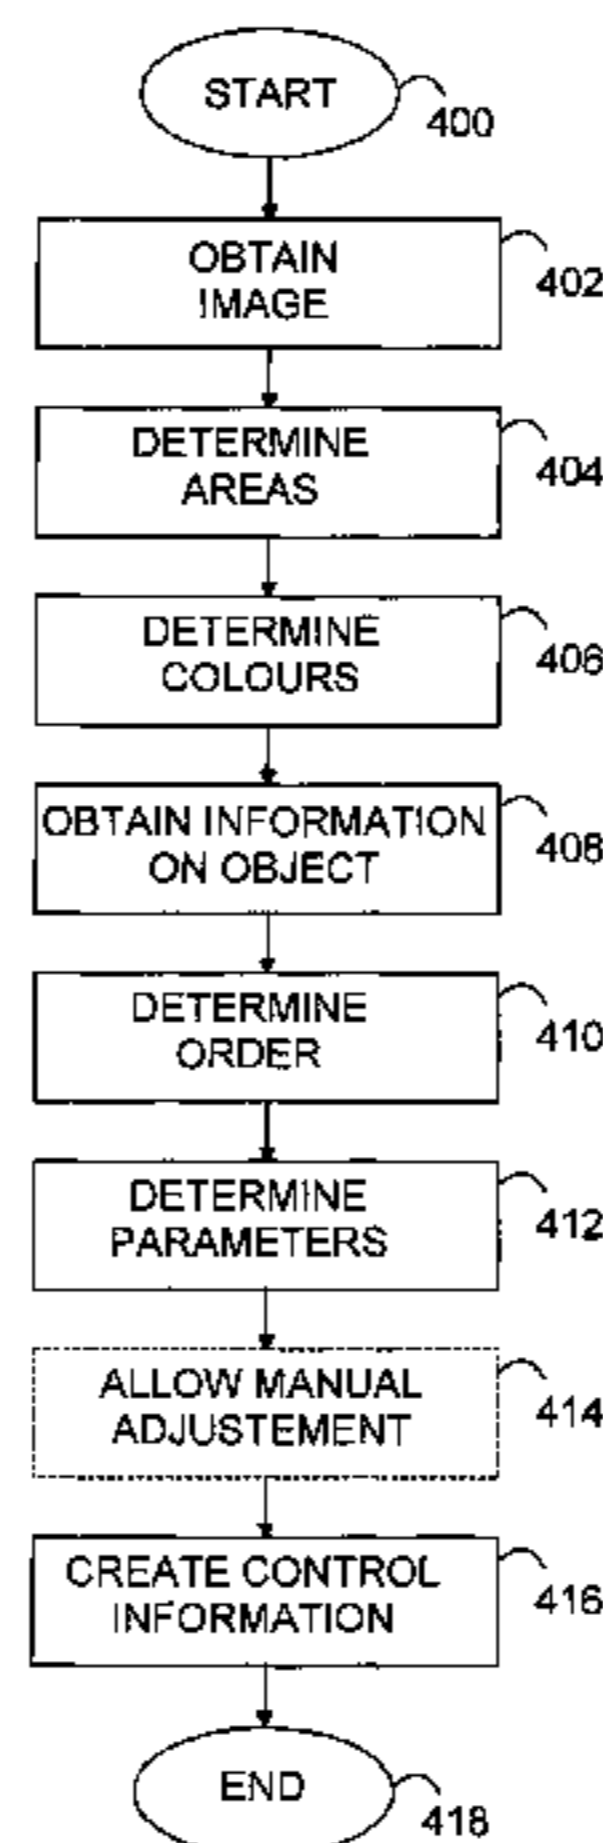 START
400
OBTAIN
IMAGE
402
DETERMINE
AREAS
404
DETERMINE
COLOURS
406
OBTAIN INFORMATION
ON OBJECT
408
DETERMINE
ORDER
410
DETERMINE
PARAMETERS
412
ALLOW MANUAL
ADJUSTEMENT
414
CREATE CONTROL
INFORMATION
416
END
418